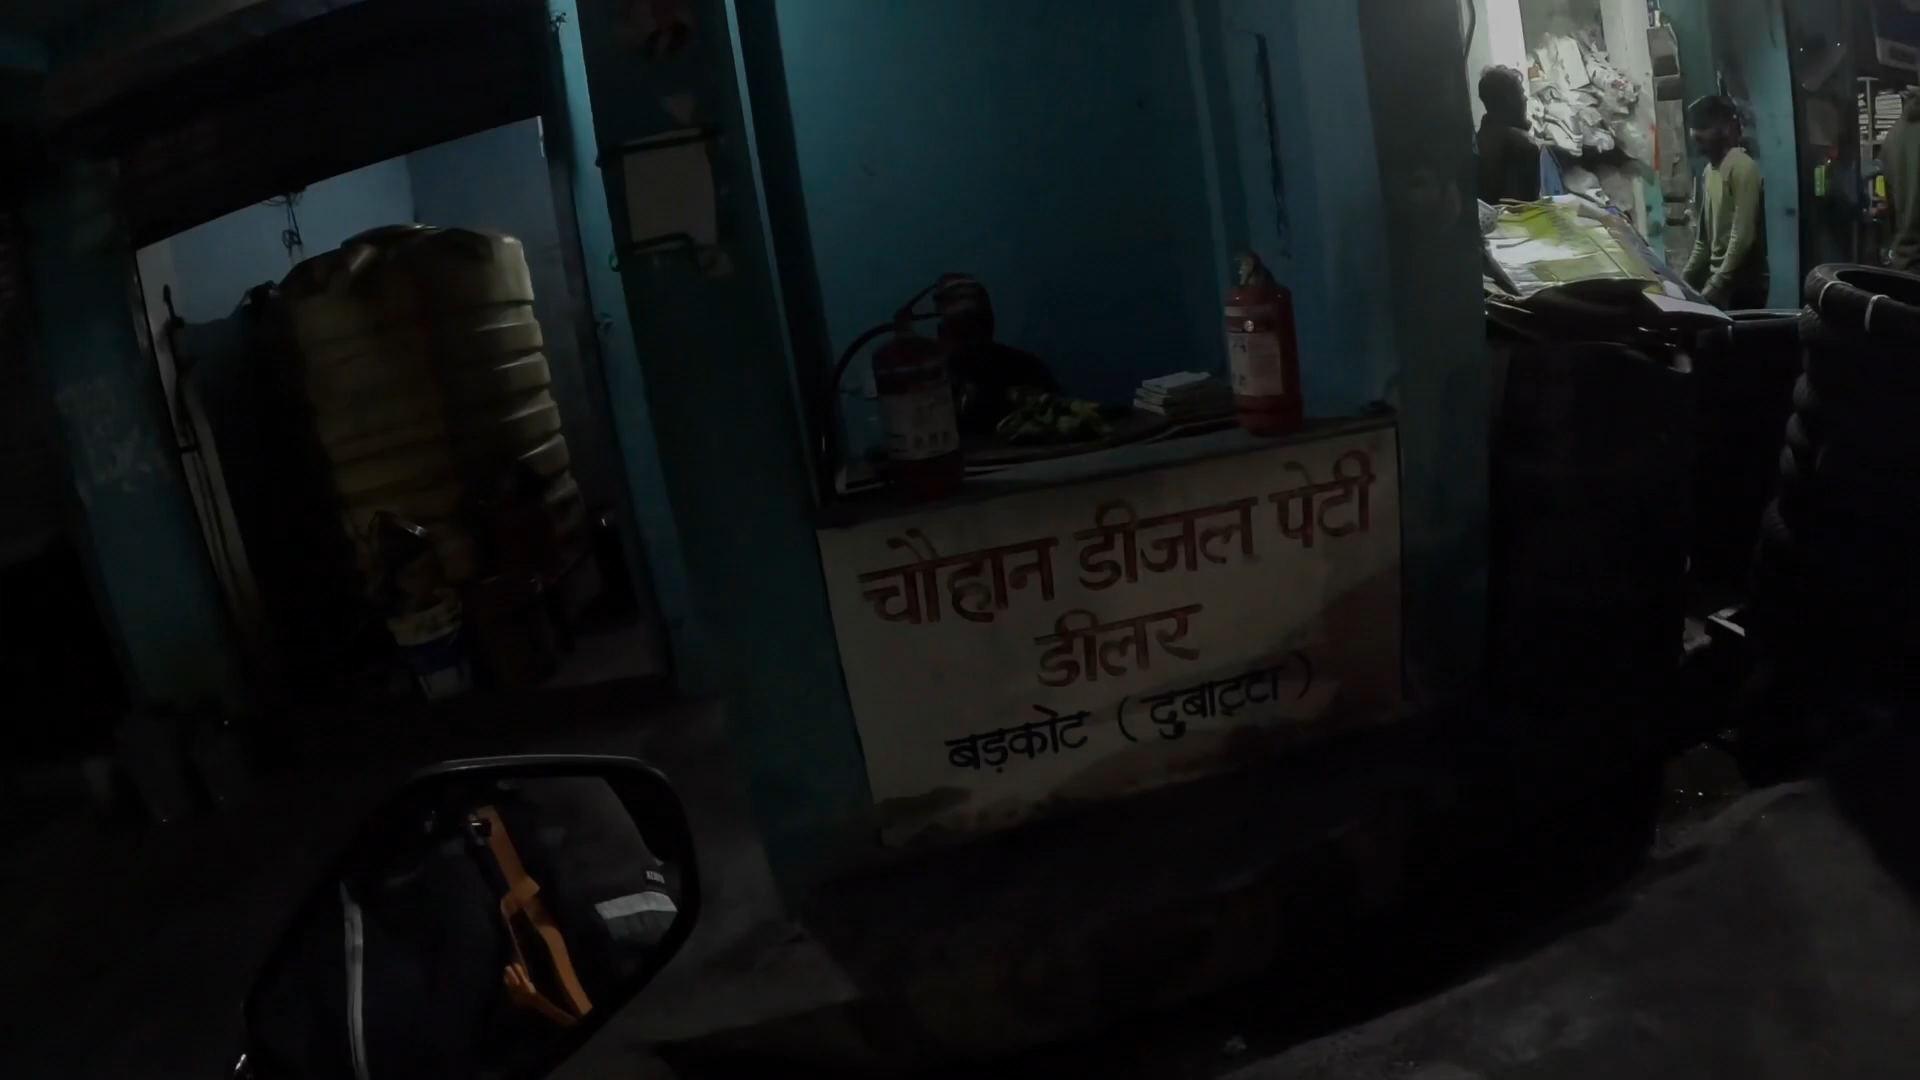 चौहान डीजल पेटी
डीलर
बड़कोट ( दुबाट्टा )